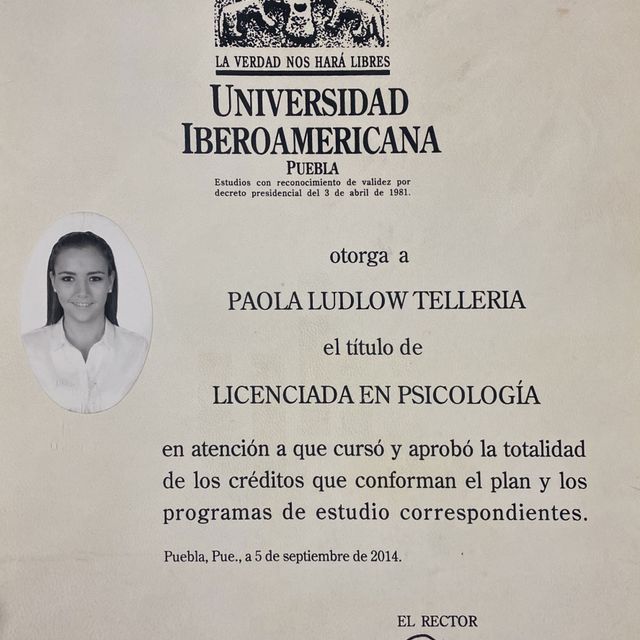 LA VERDAD NOS HARÁ LIBRES
UNIVERSIDAD
IBEROAMERICANA
PUEBLA
Estudios con reconocimiento de validez por
decreto presidencial del 3 de abril de 1981.
otorga a
PAOLA LUDLOW TELLERIA
el título de
LICENCIADA EN PSICOLOGÍA
en atención a que cursó y aprobó la totalidad
de los créditos que conforman el plan y los
programas de estudio correspondientes.
Puebla, Pue., a 5 de septiembre de 2014.
EL RECTOR